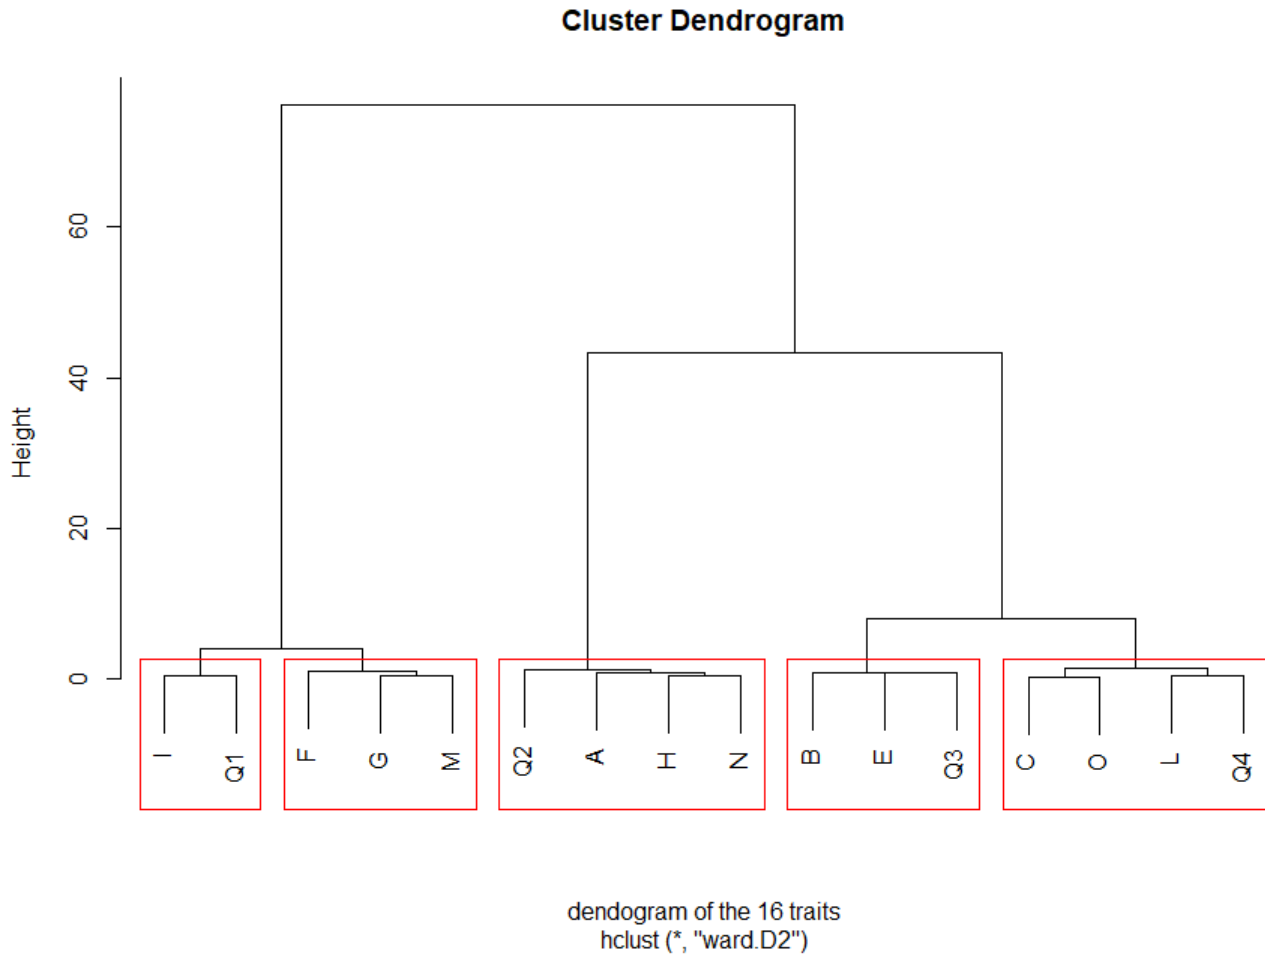 Cluster Dendrogram
Height
60
40
20
0
I
Q1
F
G
M
Q2
A
H
N
B
E
Q3
C
O
L
Q4
dendogram of the 16 traits
hclust (*, "ward.D2")